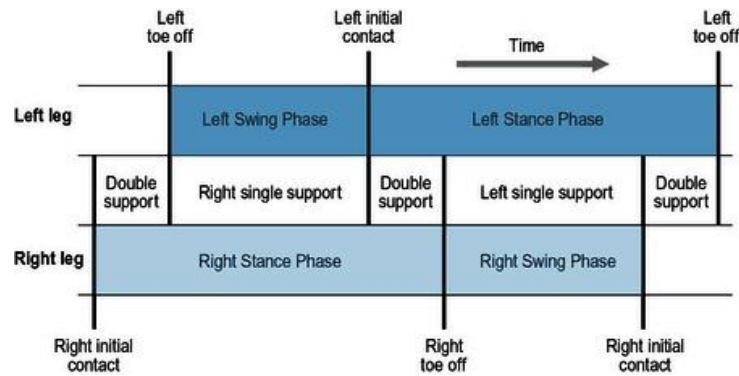 Left
toe off
Left initial
contact
Time
Left
toe off
Left leg
Left Swing Phase
Left Stance Phase
Double
support
Right single support
Double
support
Left single support
Double
support
Right leg
Right Stance Phase
Right Swing Phase
Right initial
contact
Right
toe off
Right initial
contact